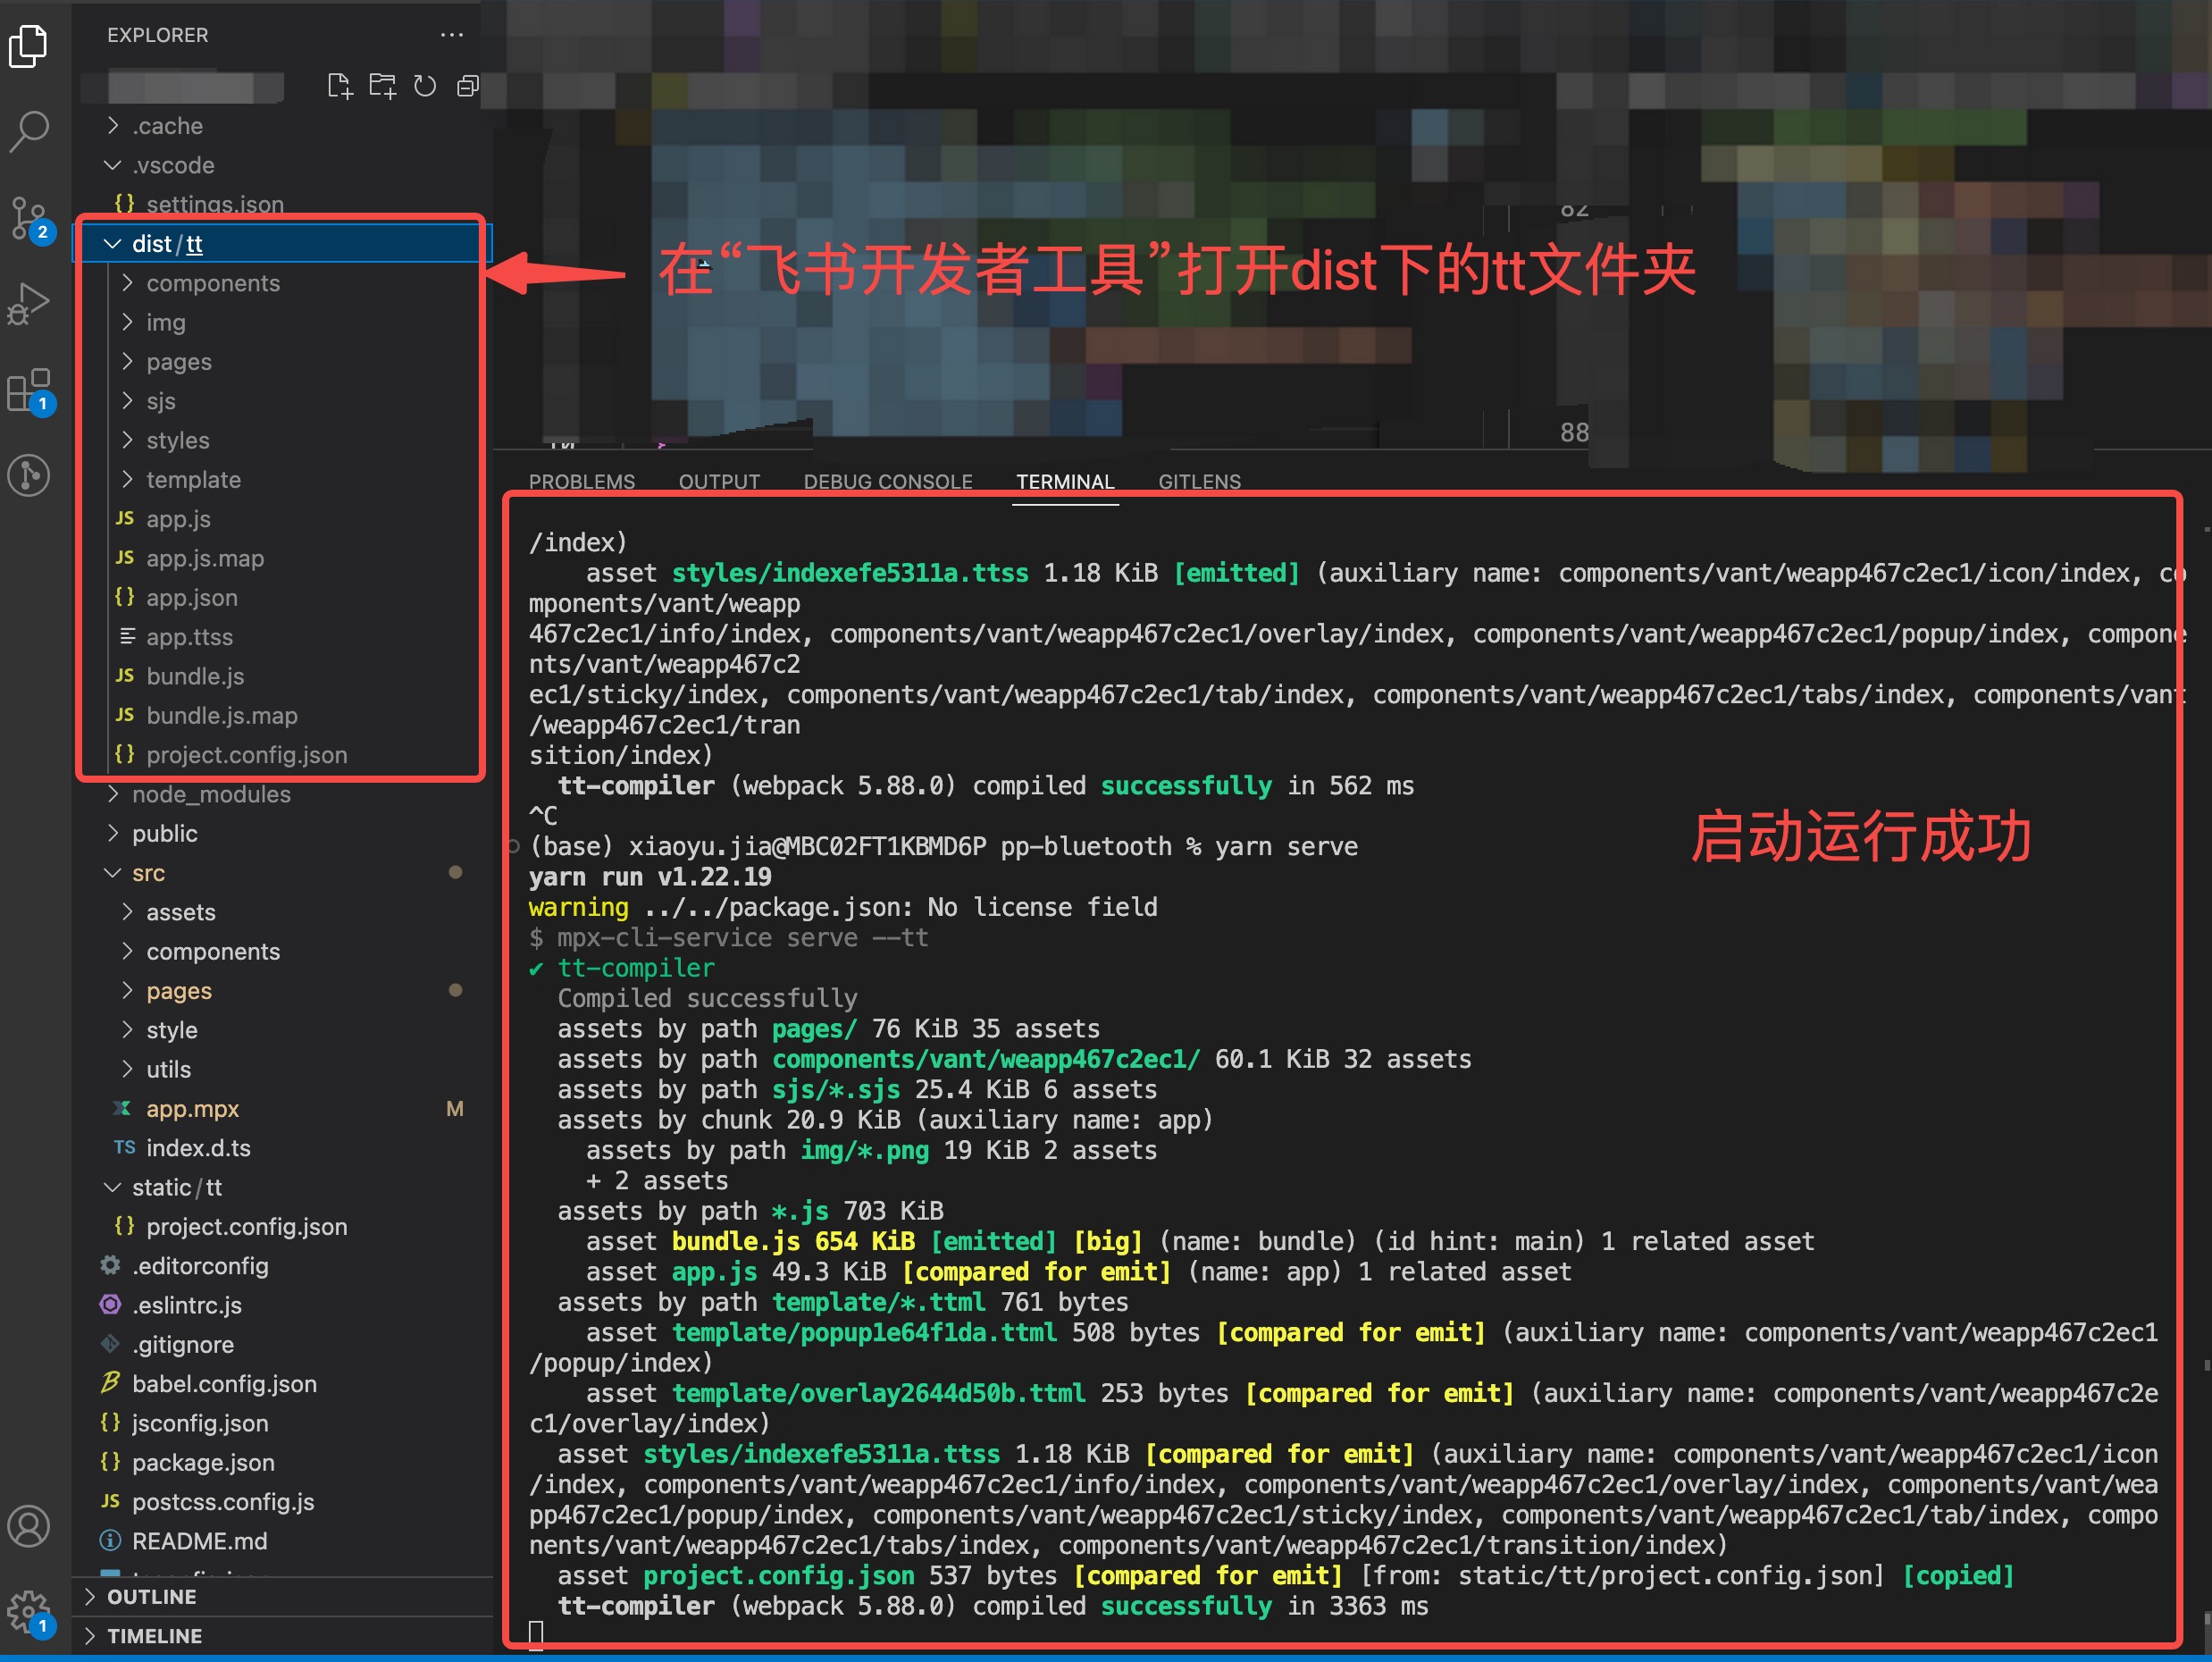 EXPLORER
.cache
.vscode
settings.json
dist/tt
components
img
pages
sjs
styles
template
JS app.js
JS app.js.map
{} app.json
app.ttss
JS bundle.js
JS bundle.js.map
{} project.config.json
node_modules
public
src
assets
components
pages
style
utils
app.mpx M
TS index.d.ts
static/tt
{} project.config.json
.editorconfig
.eslintrc.js
.gitignore
babel.config.json
{} jsconfig.json
{} package.json
JS postcss.config.js
README.md
OUTLINE
TIMELINE
2
1
1
82
88
在“飞书开发者工具”打开dist下的tt文件夹
PROBLEMS OUTPUT DEBUG CONSOLE TERMINAL GITLENS
/index)
asset styles/indexefe5311a.ttss 1.18 KiB [emitted] (auxiliary name: components/vant/weapp467c2ec1/icon/index, co
mponents/vant/weapp
467c2ec1/info/index, components/vant/weapp467c2ec1/overlay/index, components/vant/weapp467c2ec1/popup/index, compone
nts/vant/weapp467c2
ec1/sticky/index, components/vant/weapp467c2ec1/tab/index, components/vant/weapp467c2ec1/tabs/index, components/vant
/weapp467c2ec1/tran
sition/index)
tt-compiler (webpack 5.88.0) compiled successfully in 562 ms
^C
(base) xiaoyu.jia@MBC02FT1KBMD6P pp-bluetooth % yarn serve
启动运行成功
yarn run v1.22.19
warning ../../package.json: No license field
$ mpx-cli-service serve --tt
✔ tt-compiler
Compiled successfully
assets by path pages/ 76 KiB 35 assets
assets by path components/vant/weapp467c2ec1/ 60.1 KiB 32 assets
assets by path sjs/*.sjs 25.4 KiB 6 assets
assets by chunk 20.9 KiB (auxiliary name: app)
assets by path img/*.png 19 KiB 2 assets
+ 2 assets
assets by path *.js 703 KiB
asset bundle.js 654 KiB [emitted] [big] (name: bundle) (id hint: main) 1 related asset
asset app.js 49.3 KiB [compared for emit] (name: app) 1 related asset
assets by path template/*.ttml 761 bytes
asset template/popup1e64f1da.ttml 508 bytes [compared for emit] (auxiliary name: components/vant/weapp467c2ec1
/popup/index)
asset template/overlay2644d50b.ttml 253 bytes [compared for emit] (auxiliary name: components/vant/weapp467c2e
c1/overlay/index)
asset styles/indexefe5311a.ttss 1.18 KiB [compared for emit] (auxiliary name: components/vant/weapp467c2ec1/icon
/index, components/vant/weapp467c2ec1/info/index, components/vant/weapp467c2ec1/overlay/index, components/vant/wea
pp467c2ec1/popup/index, components/vant/weapp467c2ec1/sticky/index, components/vant/weapp467c2ec1/tab/index, compo
nents/vant/weapp467c2ec1/tabs/index, components/vant/weapp467c2ec1/transition/index)
asset project.config.json 537 bytes [compared for emit] [from: static/tt/project.config.json] [copied]
tt-compiler (webpack 5.88.0) compiled successfully in 3363 ms